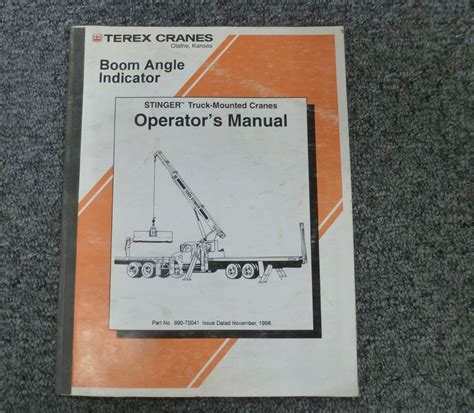 TEREX CRANES
Olathe, Kansas
Boom Angle
Indicator
STINGER™ Truck-Mounted Cranes
Operator's Manual
Part No. 990-70041 Issue Dated November, 1998